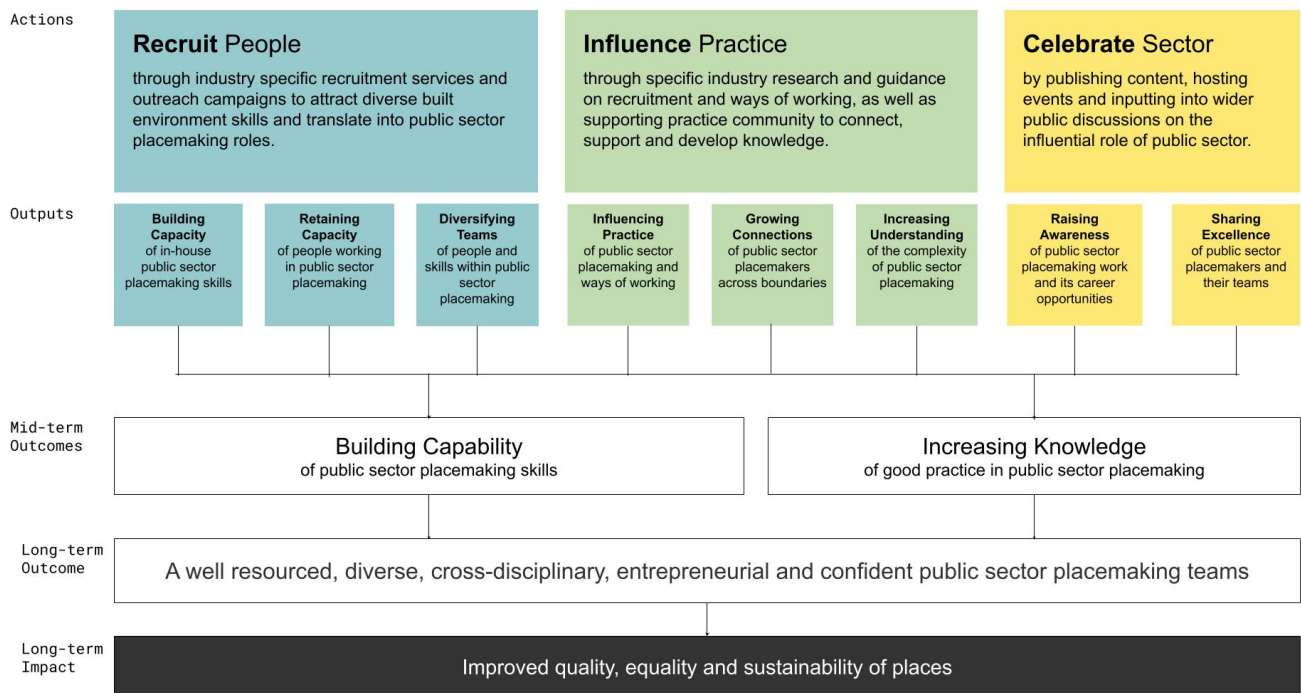 Actions
Recruit People
through industry specific recruitment services and
outreach campaigns to attract diverse built
environment skills and translate into public sector
placemaking roles.
Influence Practice
through specific industry research and guidance
on recruitment and ways of working, as well as
supporting practice community to connect,
support and develop knowledge.
Celebrate Sector
by publishing content, hosting
events and inputting into wider
public discussions on the
influential role of public sector.
Outputs
Building
Capacity
of in-house
public sector
placemaking skills
Retaining
Capacity
of people working
in public sector
placemaking
Diversifying
Teams
of people and
skills within public
sector
placemaking
Influencing
Practice
of public sector
placemaking and
ways of working
Growing
Connections
of public sector
placemakers
across boundaries
Increasing
Understanding
of the complexity
of public sector
placemaking
Raising
Awareness
of public sector
placemaking work
and its career
opportunities
Sharing
Excellence
of public sector
placemakers and
their teams
Mid-term
Outcomes
Building Capability
of public sector placemaking skills
Increasing Knowledge
of good practice in public sector placemaking
Long-term
Outcome
A well resourced, diverse, cross-disciplinary, entrepreneurial and confident public sector placemaking teams
Long-term
Impact
Improved quality, equality and sustainability of places